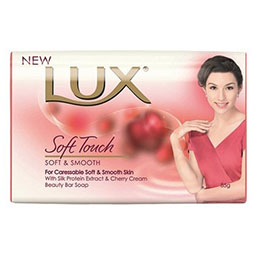 NEW
LUX®
Soft Touch
SOFT & SMOOTH
For Caressable Soft & Smooth Skin
With Silk Protein Extract & Cherry Cream
Beauty Bar Soap
85g